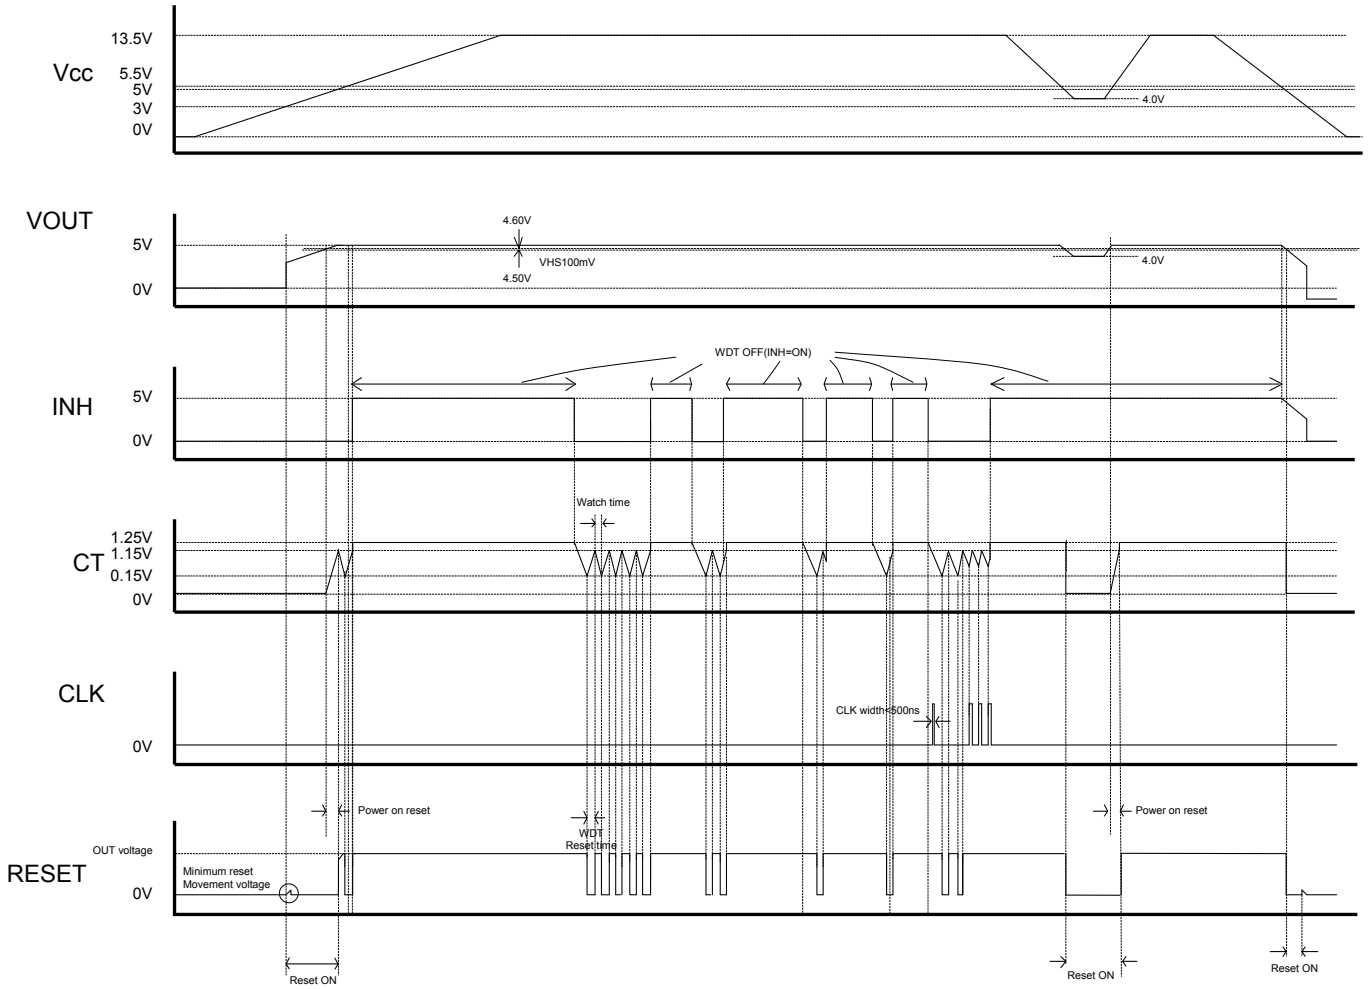 13.5V
Vcc
5.5V
5V
3V
0V
4.0V
VOUT
4.60V
5V
VHS100mV
4.0V
4.50V
0V
WDT OFF(INH=ON)
5V
INH
0V
Watch time
1.25V
1.15V
CT
0.15V
0V
CLK
CLK width<500ns
0V
Power on reset
Power on reset
WDT
Reset time
OUT voltage
RESET
Minimum reset
Movement voltage
0V
Reset ON
Reset ON
Reset ON